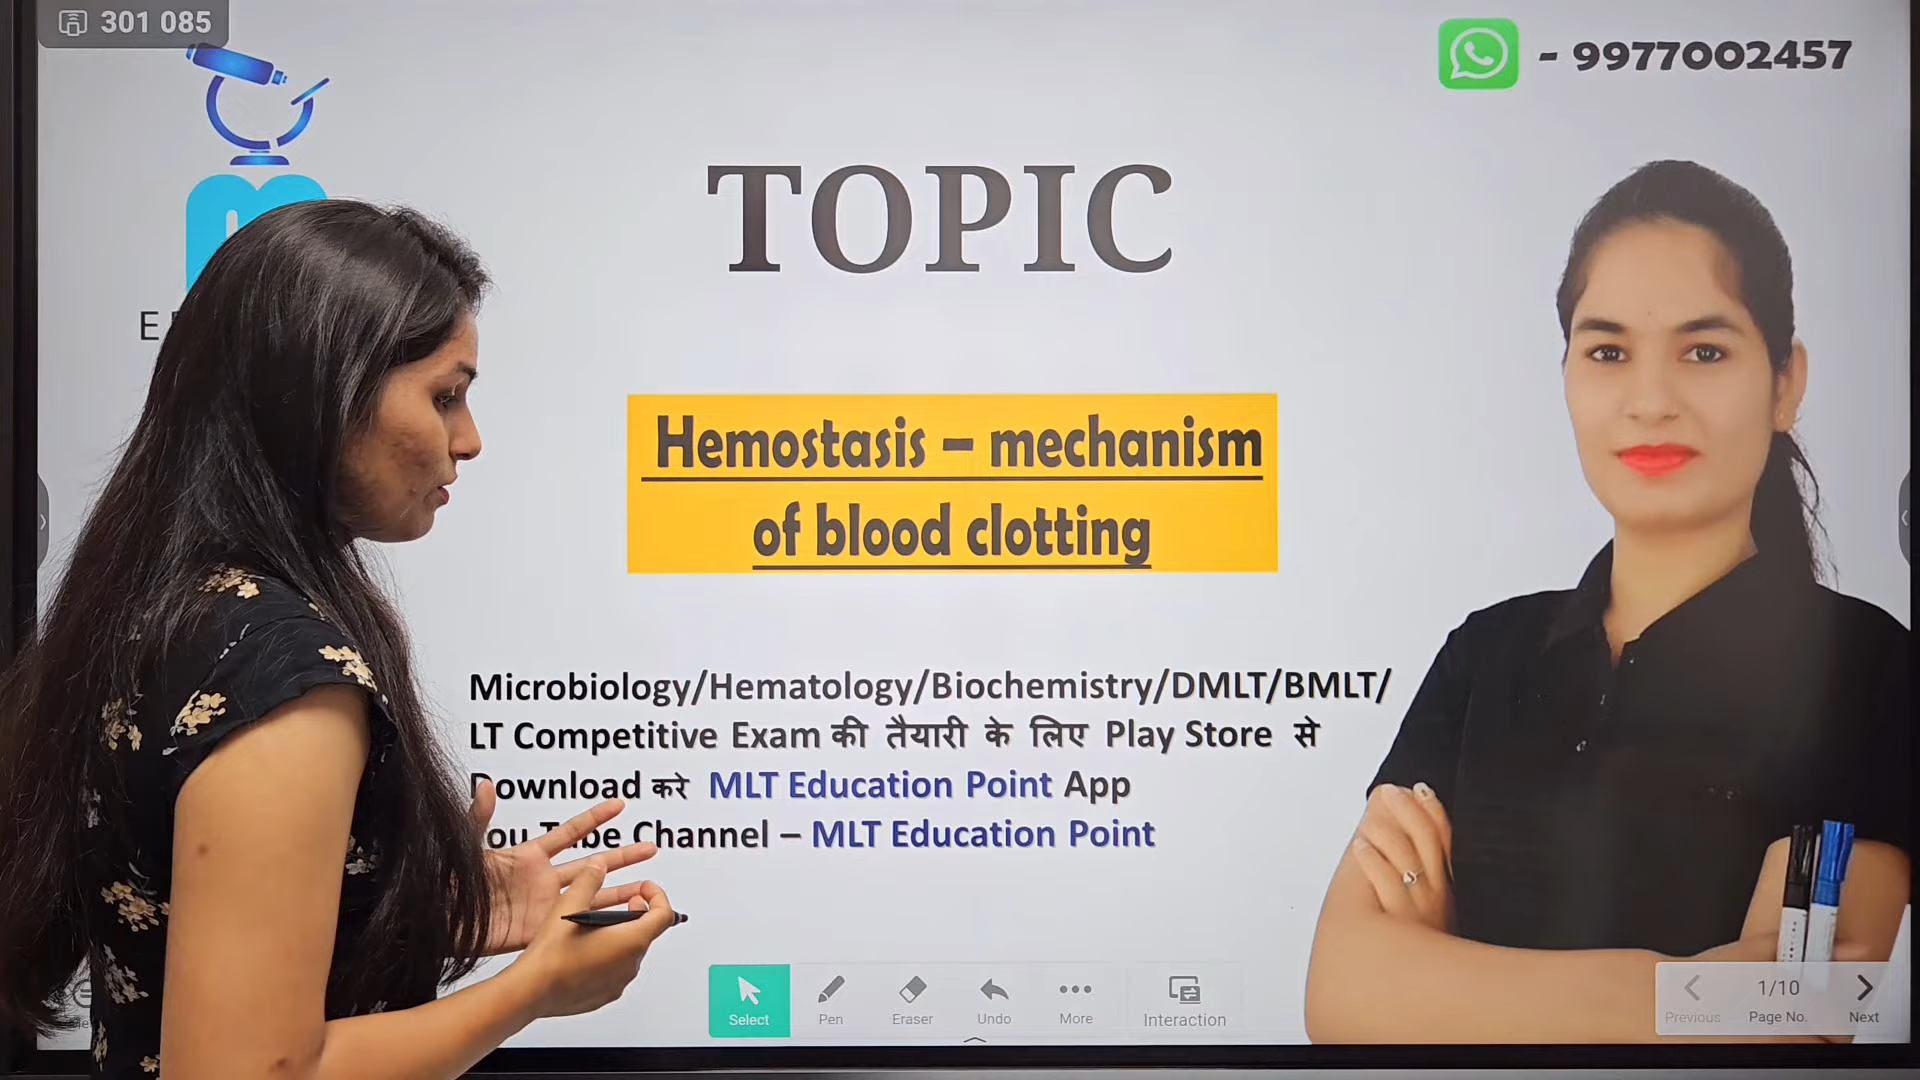 301 085
- 9977002457
TOPIC
E
Hemostasis – mechanism
of blood clotting
Microbiology/Hematology/Biochemistry/DMLT/BMLT/
LT Competitive Exam की तैयारी के लिए Play Store से
Download करे MLT Education Point App
Channel – MLT Education Point
Select Pen Eraser Undo More Interaction
1/10
Previous Page No. Next